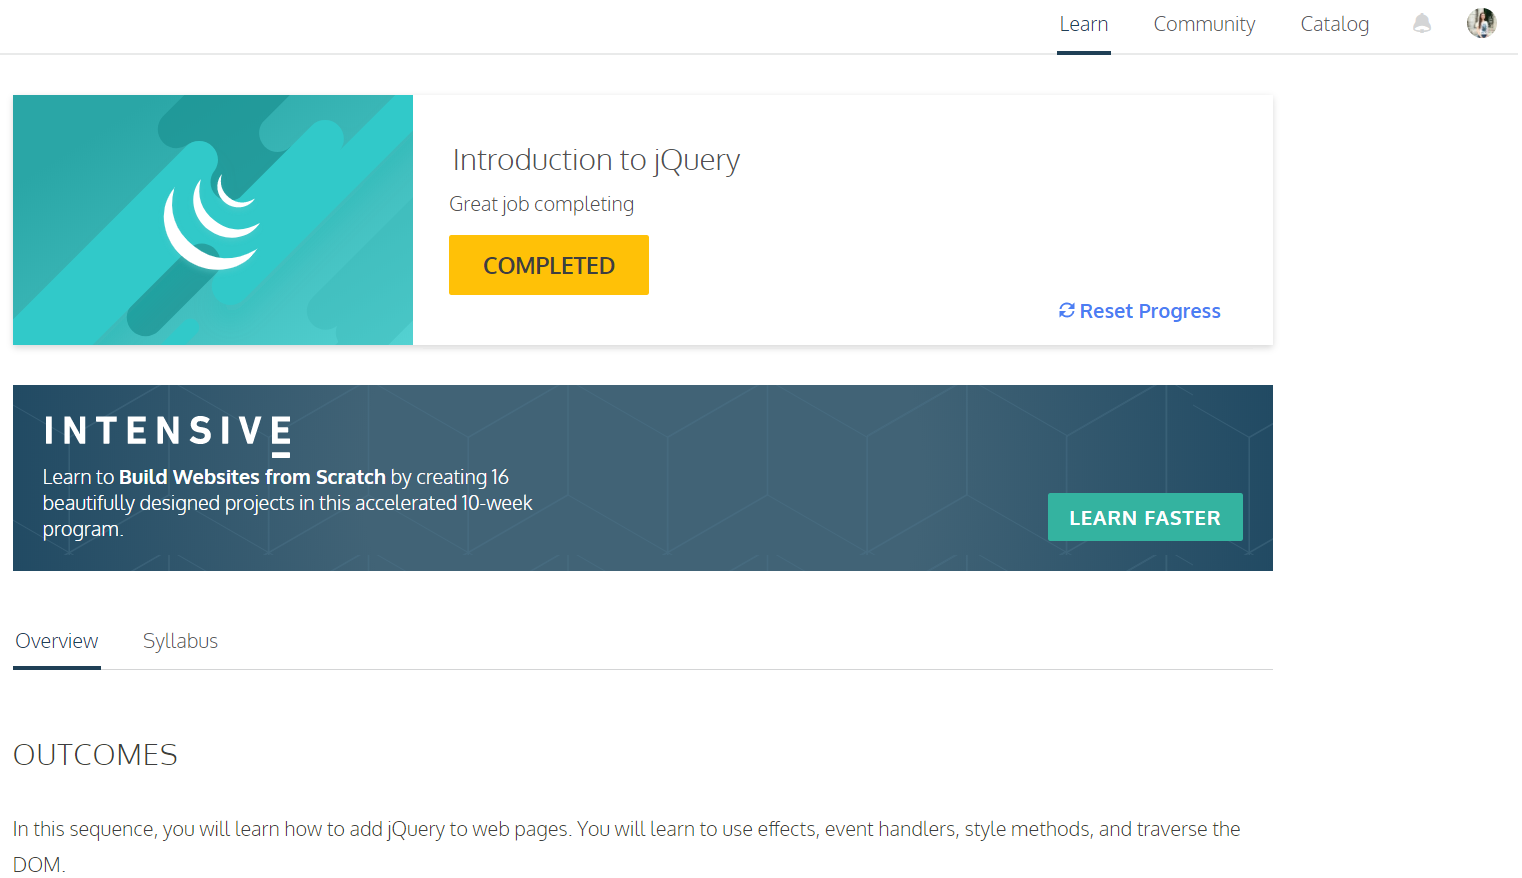 Learn Community Catalog
Introduction to jQuery
Great job completing
COMPLETED
Reset Progress
INTENSIVE
Learn to Build Websites from Scratch by creating 16
beautifully designed projects in this accelerated 10-week
program.
LEARN FASTER
Overview Syllabus
OUTCOMES
In this sequence, you will learn how to add jQuery to web pages. You will learn to use effects, event handlers, style methods, and traverse the
DOM.